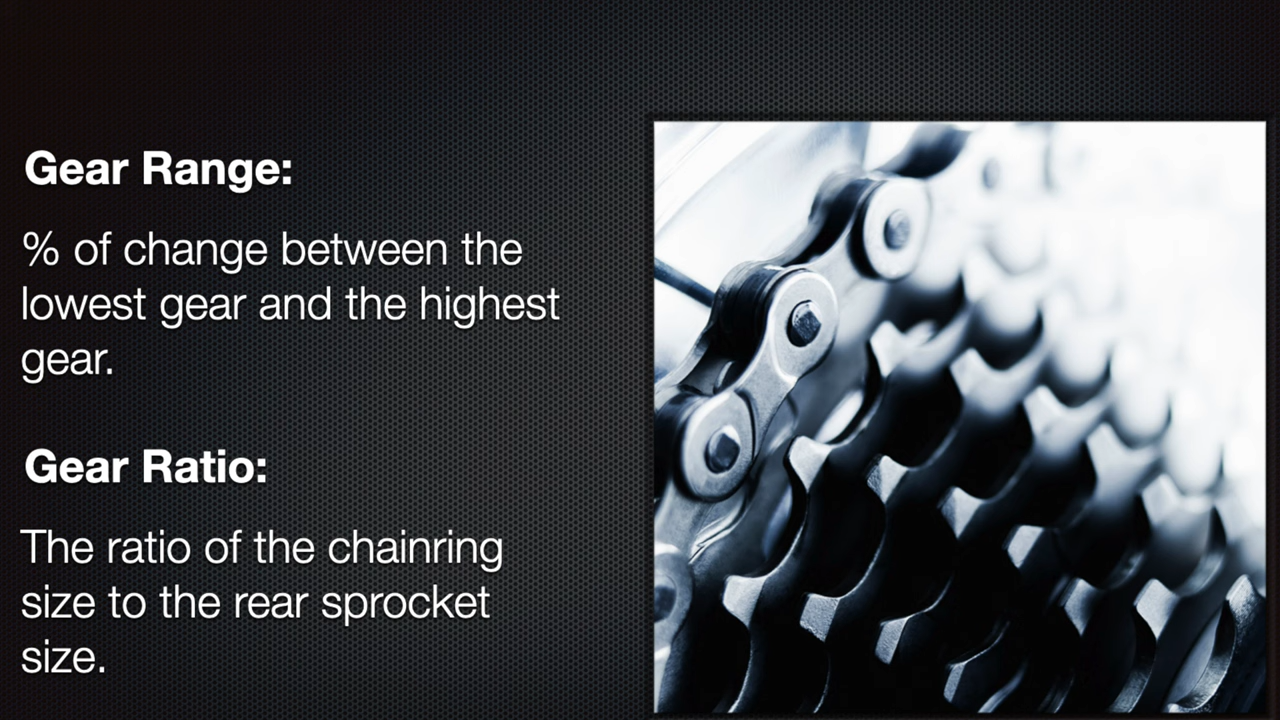 Gear Range:
% of change between the
lowest gear and the highest
gear.
Gear Ratio:
The ratio of the chainring
size to the rear sprocket
size.